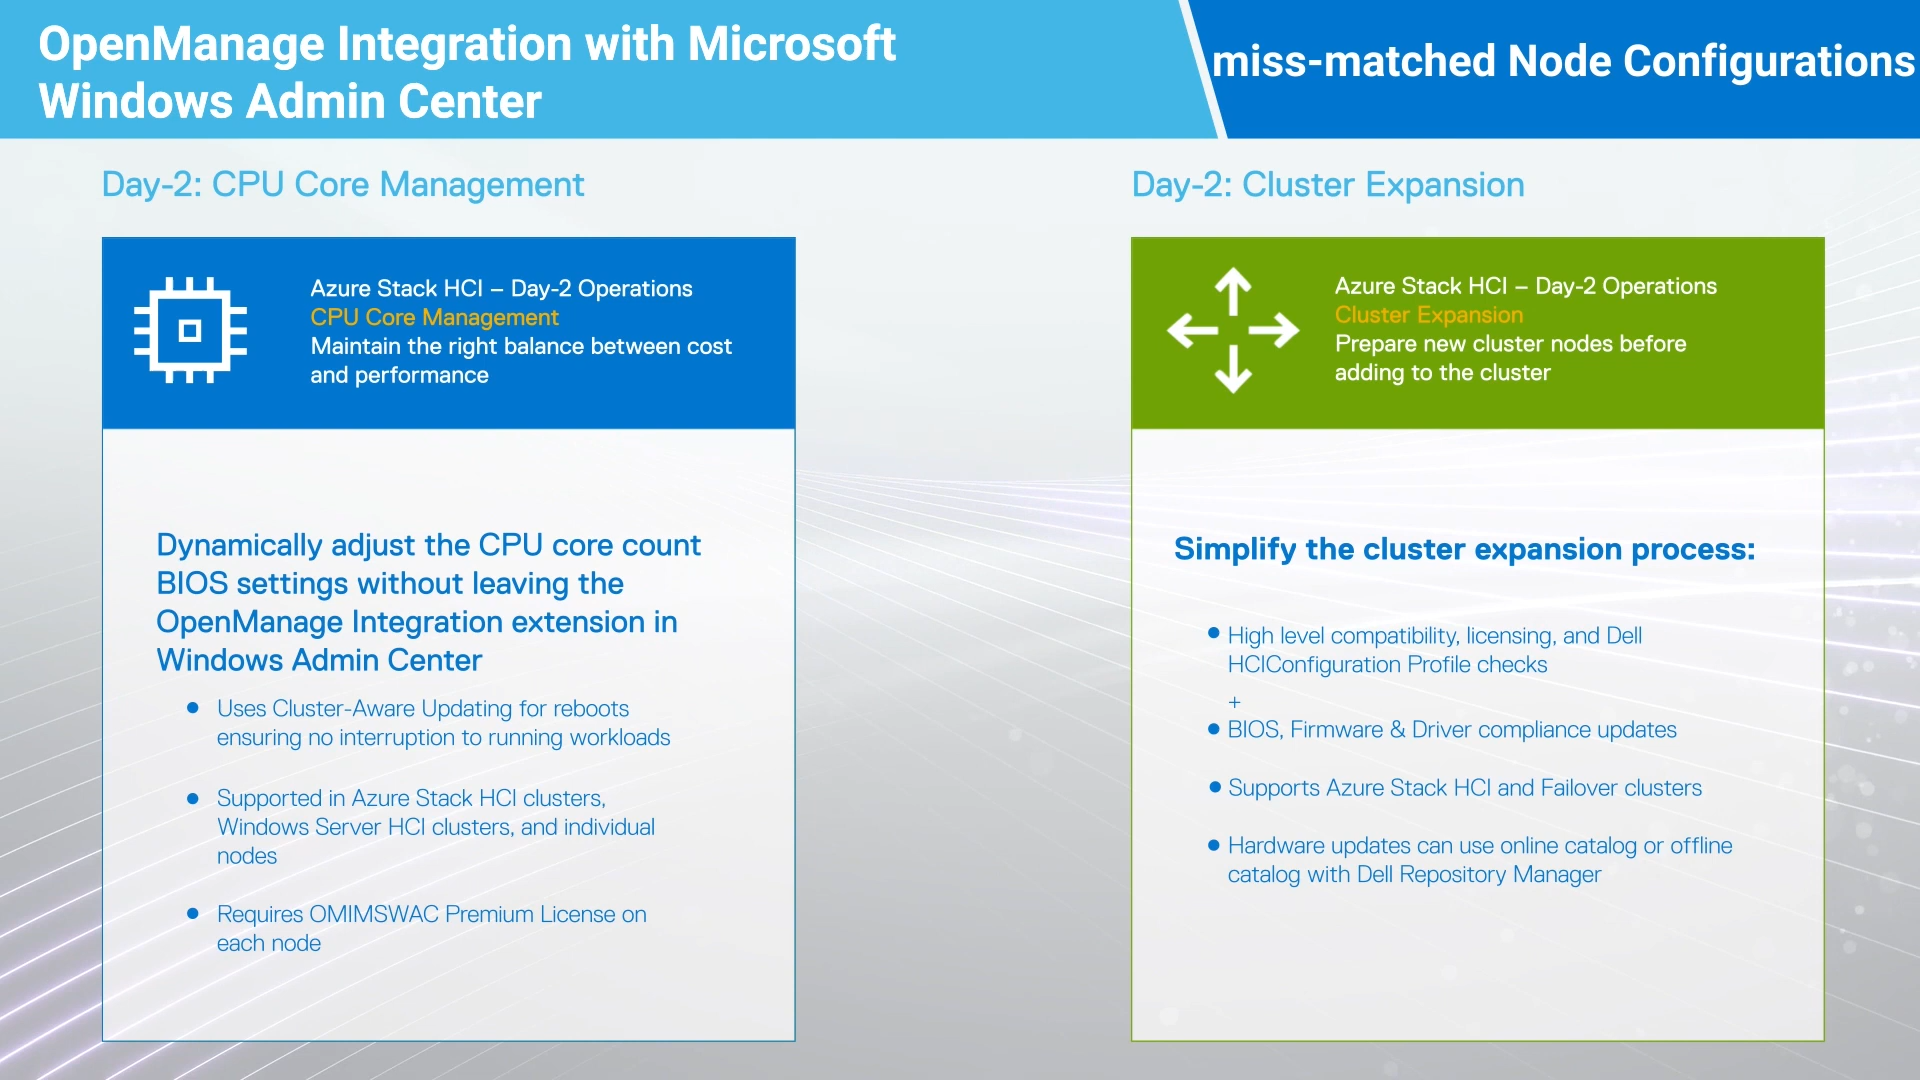 OpenManage Integration with Microsoft
Windows Admin Center
miss-matched Node Configurations
Day-2: CPU Core Management
Azure Stack HCI – Day-2 Operations
CPU Core Management
Maintain the right balance between cost
and performance
Dynamically adjust the CPU core count
BIOS settings without leaving the
OpenManage Integration extension in
Windows Admin Center
● Uses Cluster-Aware Updating for reboots
ensuring no interruption to running workloads
● Supported in Azure Stack HCI clusters,
Windows Server HCI clusters, and individual
nodes
● Requires OMIMSWAC Premium License on
each node
Day-2: Cluster Expansion
Azure Stack HCI – Day-2 Operations
Cluster Expansion
Prepare new cluster nodes before
adding to the cluster
Simplify the cluster expansion process:
● High level compatibility, licensing, and Dell
HCIConfiguration Profile checks
+
● BIOS, Firmware & Driver compliance updates
● Supports Azure Stack HCI and Failover clusters
● Hardware updates can use online catalog or offline
catalog with Dell Repository Manager